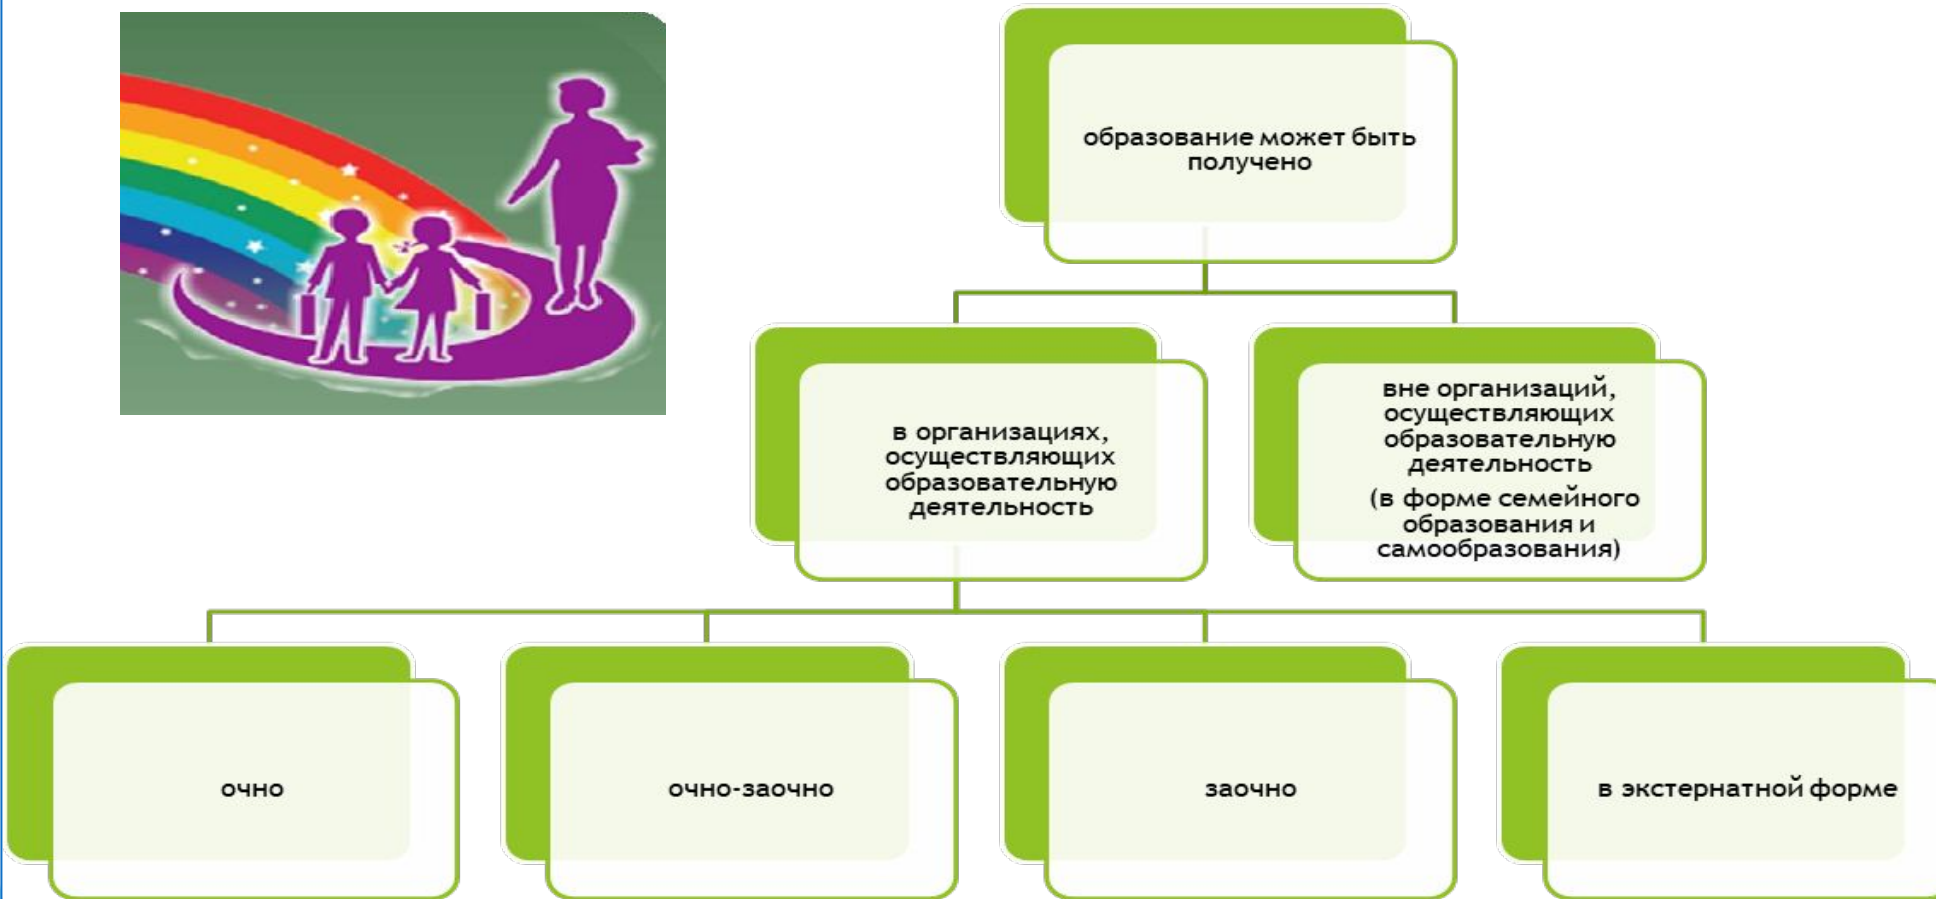 образование может быть
получено
в организациях,
осуществляющих
образовательную
деятельность
вне организаций,
осуществляющих
образовательную
деятельность
(в форме семейного
образования и
самообразования)
очно
очно-заочно
заочно
в экстернатной форме